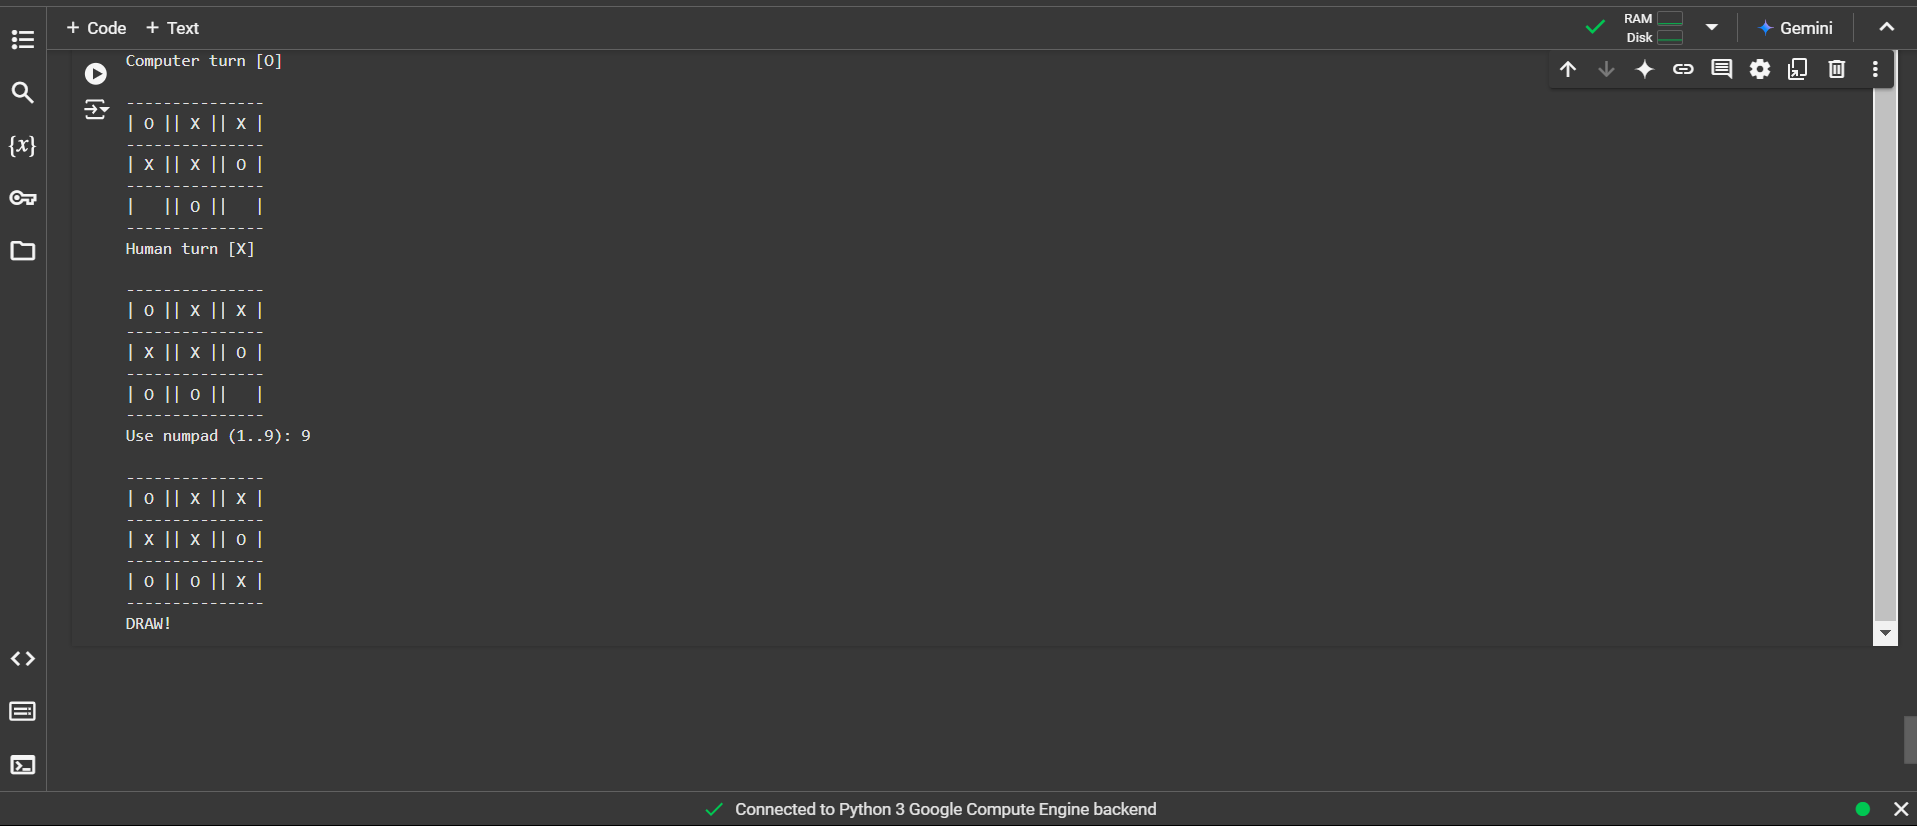 + Code + Text
RAM
Disk
Gemini
{x}
Computer turn [O]
---------------
| O || X || X |
---------------
| X || X || O |
---------------
|   || O ||   |
---------------
Human turn [X]
---------------
| O || X || X |
---------------
| X || X || O |
---------------
| O || O ||   |
---------------
Use numpad (1..9): 9
---------------
| O || X || X |
---------------
| X || X || O |
---------------
| O || O || X |
---------------
DRAW!
Connected to Python 3 Google Compute Engine backend